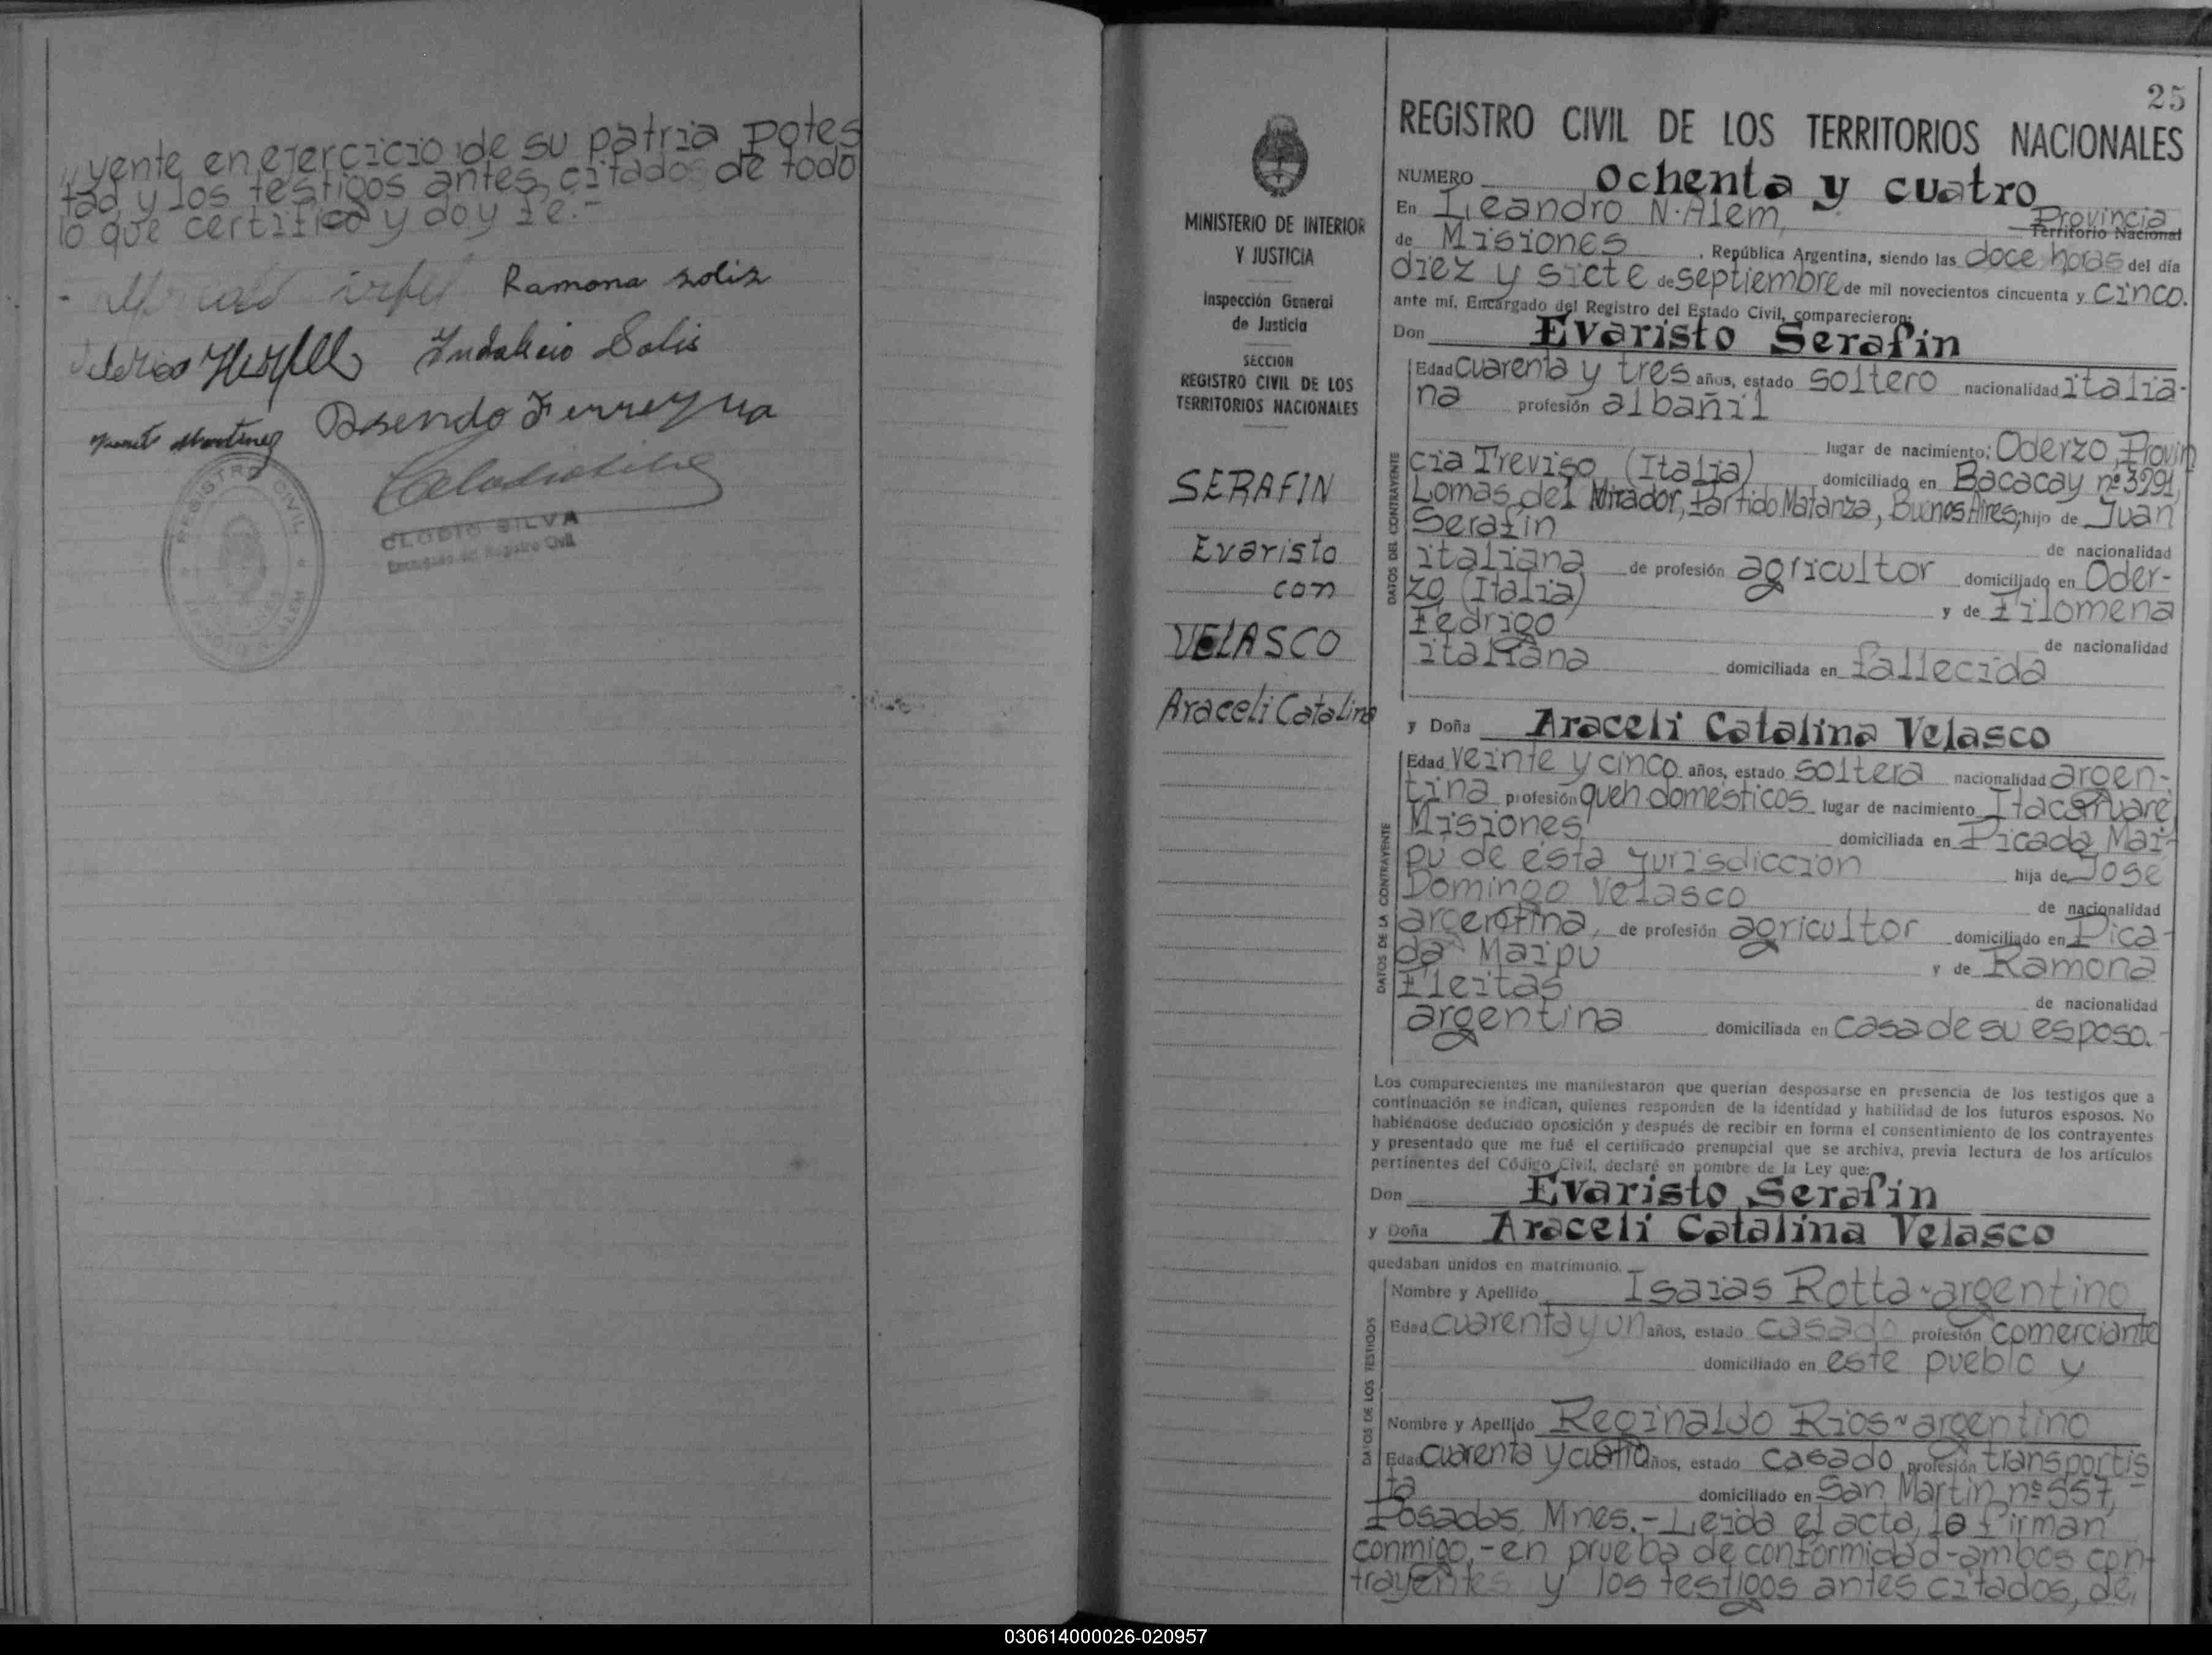 yente en ejercicio de su patria potes
tad y los testigos antes citados de todo
lo que certifico y doy fe.-
Ramona Solis
Indalecio Solis
Martinez Rosendo Ferreyra
REGISTRO CIVIL
CLODIO SILVA
Encargado del Registro Civil
25
MINISTERIO DE INTERIOR
Y JUSTICIA
Inspección General
de Justicia
SECCION
REGISTRO CIVIL DE LOS
TERRITORIOS NACIONALES
SERAFIN
Evaristo
con
VELASCO
Araceli Catalina
REGISTRO CIVIL DE LOS TERRITORIOS NACIONALES
NUMERO Ochenta y cuatro
En Leandro N. Alem, Provincia
Territorio Nacional
de Misiones, República Argentina, siendo las doce horas del día
diez y siete de septiembre de mil novecientos cincuenta y cinco.
ante mí, Encargado del Registro del Estado Civil, comparecieron:
Don Evaristo Serafin
DATOS DEL CONTRAYENTE
Edad cuarenta y tres años, estado soltero nacionalidad italia-
na profesión albañil
lugar de nacimiento: Oderzo, Provin
cia Treviso (Italia) domiciliado en Bacacay nº 3291,
Lomas del Mirador, Partido Matanza, Buenos Aires; hijo de Juan
Serafin de nacionalidad
italiana de profesión agricultor domiciliado en Oder-
zo (Italia) y de Filomena
Fedrigo de nacionalidad
italiana domiciliada en fallecida
y Doña Araceli Catalina Velasco
DATOS DE LA CONTRAYENTE
Edad veinte y cinco años, estado soltera nacionalidad argen-
tina profesión queh. domésticos lugar de nacimiento Itacaruaré
Misiones domiciliada en Picada Mai-
pú de ésta jurisdiccion hija de José
Domingo Velasco de nacionalidad
argentina, de profesión agricultor domiciliado en Pica-
da Maipú y de Ramona
Fleitas de nacionalidad
argentina domiciliada en casa de su esposo.-
Los comparecientes me manifestaron que querían desposarse en presencia de los testigos que a
continuación se indican, quienes responden de la identidad y habilidad de los futuros esposos. No
habiéndose deducido oposición y después de recibir en forma el consentimiento de los contrayentes
y presentado que me fué el certificado prenupcial que se archiva, previa lectura de los artículos
pertinentes del Código Civil, declaré en nombre de la Ley que:
Don Evaristo Serafin
y Doña Araceli Catalina Velasco
quedaban unidos en matrimonio.
DATOS DE LOS TESTIGOS
Nombre y Apellido Isaias Rotta - argentino
Edad cuarenta y un años, estado casado profesión comerciante
domiciliado en este pueblo y
Nombre y Apellido Reginaldo Rios - argentino
Edad cuarenta y cuatro años, estado casado profesión transportis
ta domiciliado en San Martin nº 557, -
Posadas, Mnes.- Leida el acta, la firman
conmigo,- en prueba de conformidad - ambos con-
trayentes y los testigos antes citados, de,
030614000026-020957